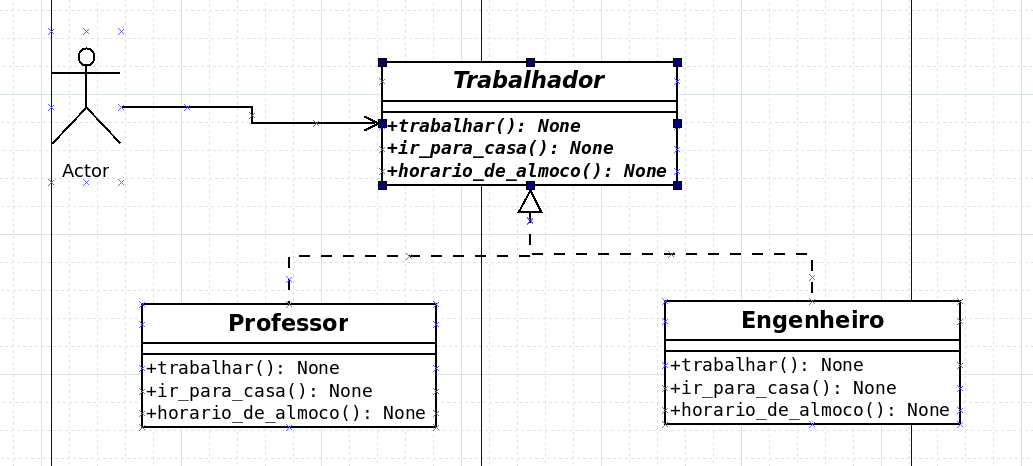 Actor
Trabalhador
+trabalhar(): None
+ir_para_casa(): None
+horario_de_almoco(): None
Professor
+trabalhar(): None
+ir_para_casa(): None
+horario_de_almoco(): None
Engenheiro
+trabalhar(): None
+ir_para_casa(): None
+horario_de_almoco(): None